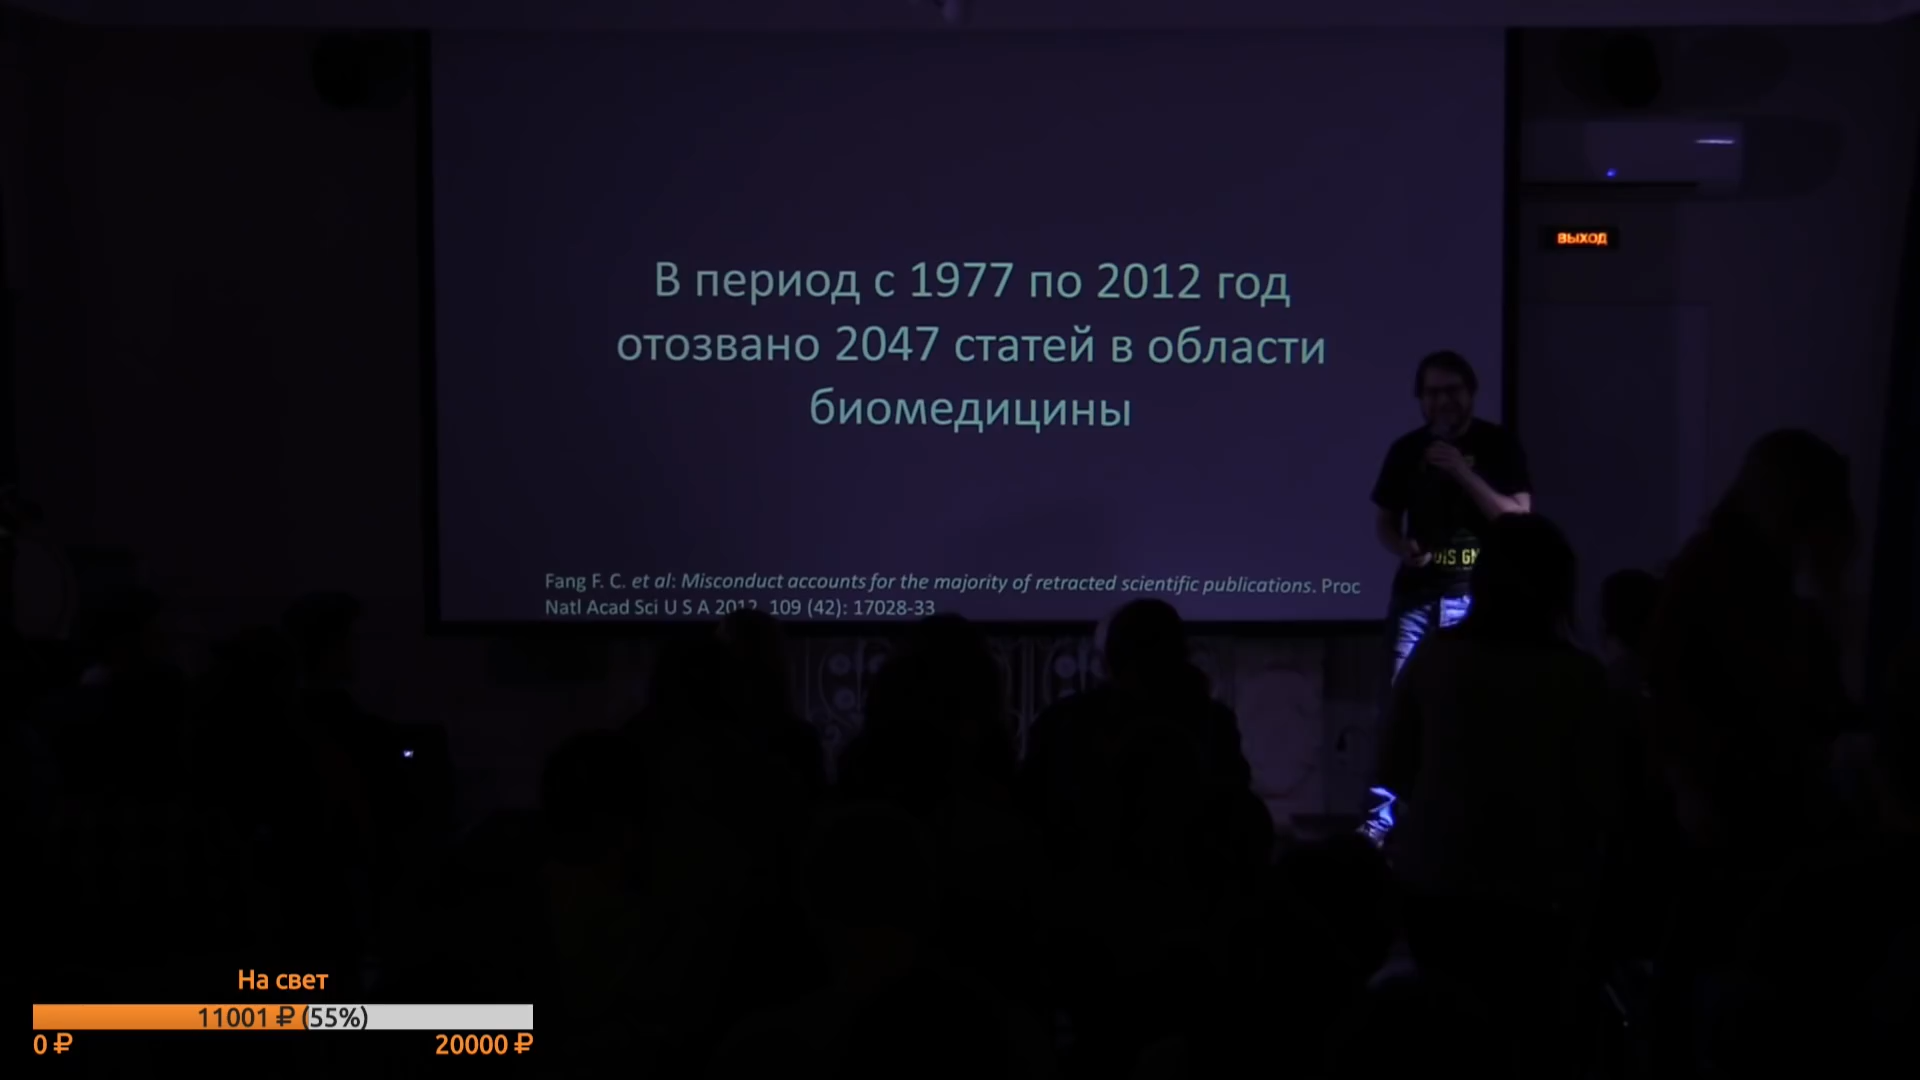 выход
В период с 1977 по 2012 год
отозвано 2047 статей в области
биомедицины
Fang F. C. et al: Misconduct accounts for the majority of retracted scientific publications. Proc
Natl Acad Sci U S A 2012, 109 (42): 17028-33
На свет
11001 ₽ (55%)
0 ₽
20000 ₽